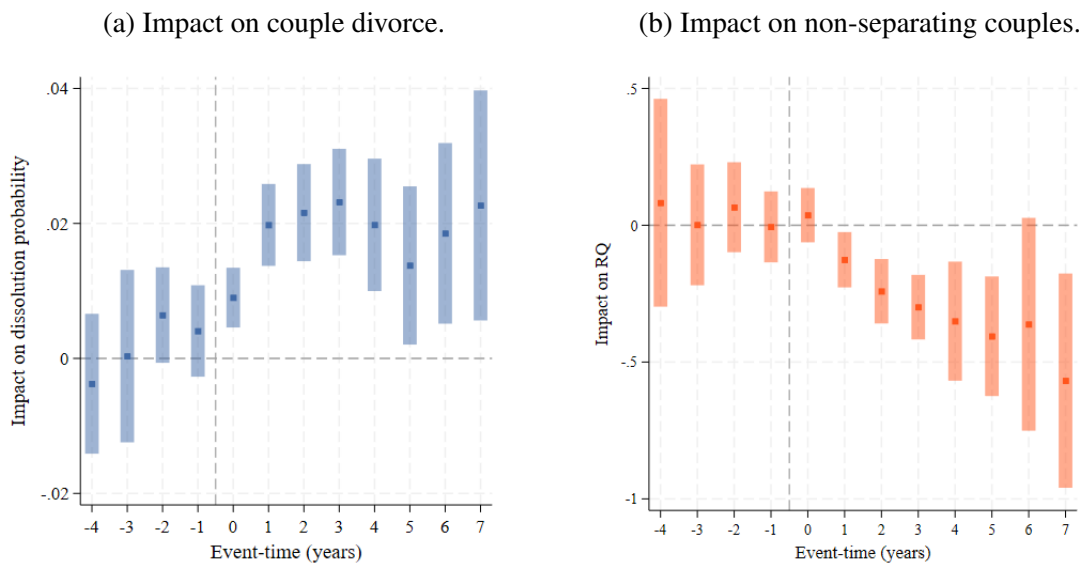 (a) Impact on couple divorce.
Impact on dissolution probability
.04
.02
0
-.02
-4 -3 -2 -1 0 1 2 3 4 5 6 7
Event-time (years)
(b) Impact on non-separating couples.
Impact on RQ
.5
0
-.5
-1
-4 -3 -2 -1 0 1 2 3 4 5 6 7
Event-time (years)